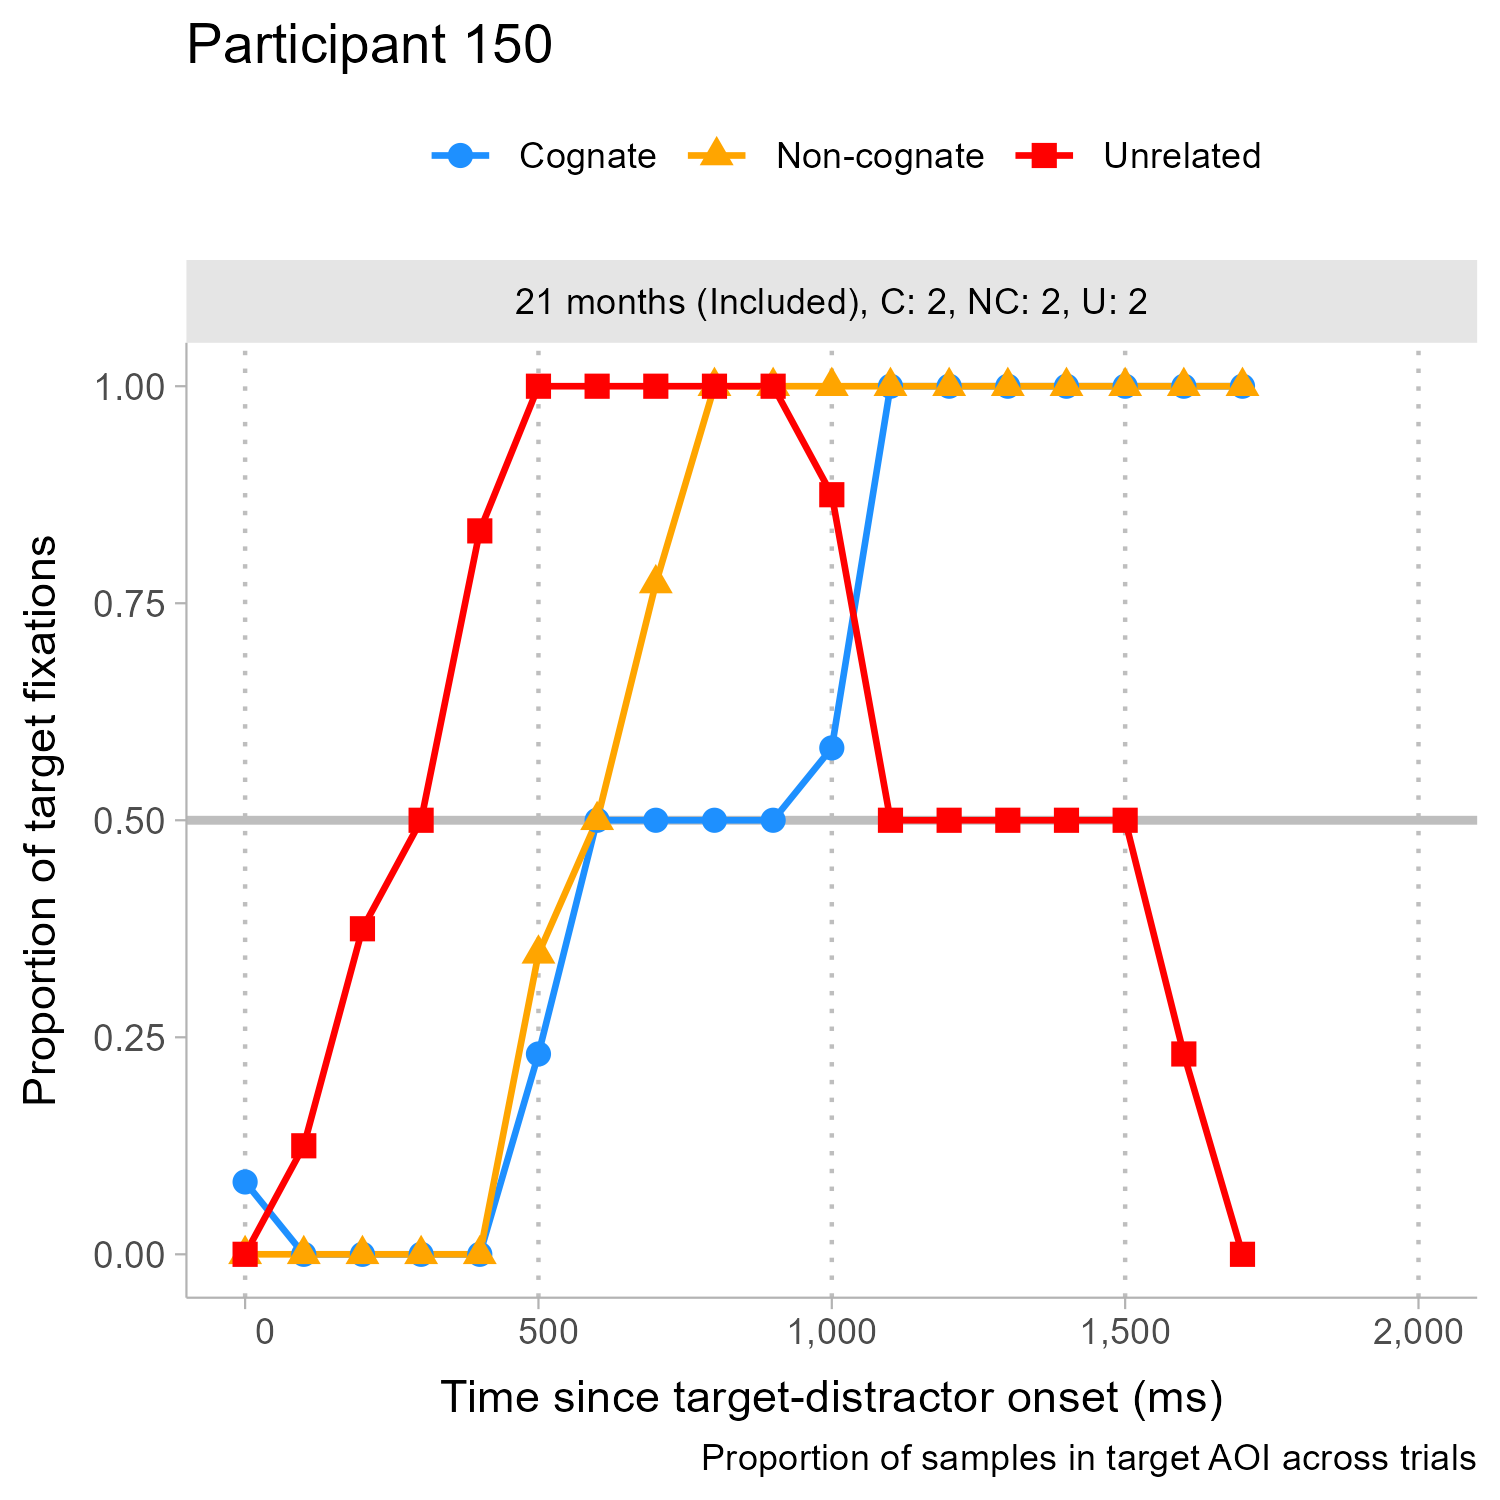 Participant 150
Cognate Non-cognate Unrelated
21 months (Included), C: 2, NC: 2, U: 2
1.00
0.75
0.50
0.25
0.00
Proportion of target fixations
0 500 1,000 1,500 2,000
Time since target-distractor onset (ms)
Proportion of samples in target AOI across trials